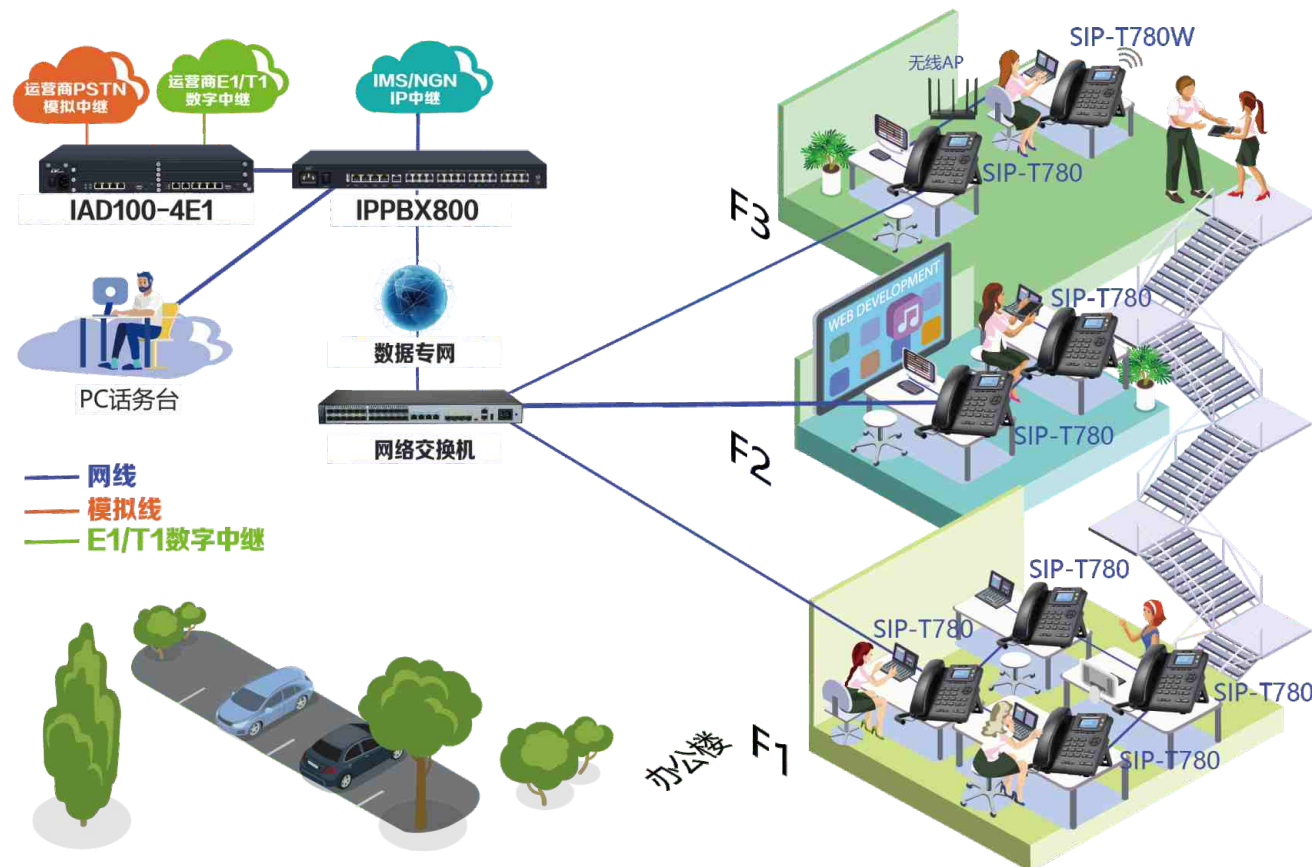 运营商PSTN
模拟中继
运营商E1/T1
数字中继
IMS/NGN
IP中继
IAD100-4E1
IPPBX800
PC话务台
数据专网
网络交换机
网线
模拟线
E1/T1数字中继
F3
无线AP
SIP-T780W
SIP-T780
F2
WEB DEVELOPMENT
SIP-T780
SIP-T780
办公楼 F1
SIP-T780
SIP-T780
SIP-T780
SIP-T780